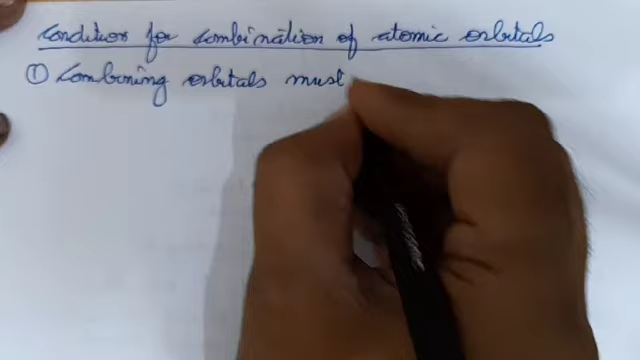 Condition for combination of atomic orbitals
① Combining orbitals must